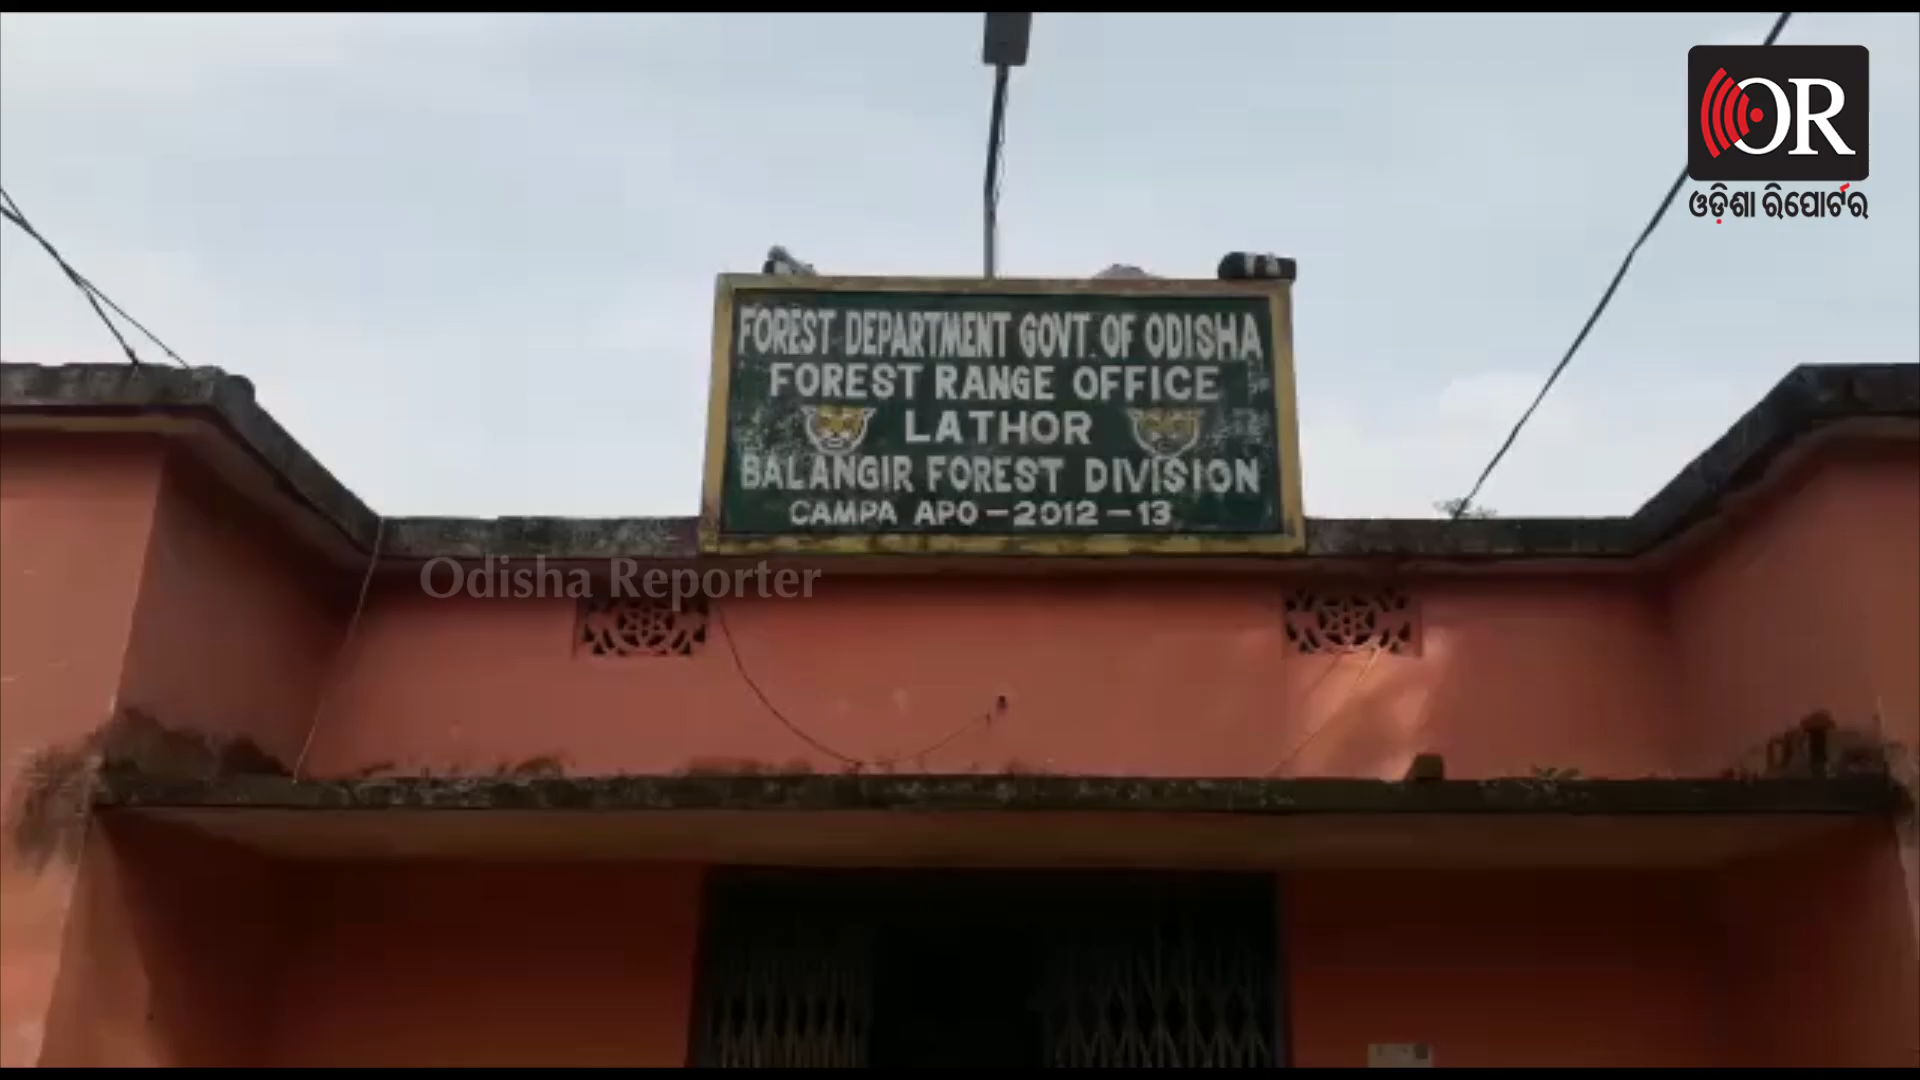 OR
ଓଡ଼ିଶା ରିପୋର୍ଟର
FOREST DEPARTMENT GOVT. OF ODISHA
FOREST RANGE OFFICE
LATHOR
BALANGIR FOREST DIVISION
CAMPA APO - 2012 - 13
Odisha Reporter